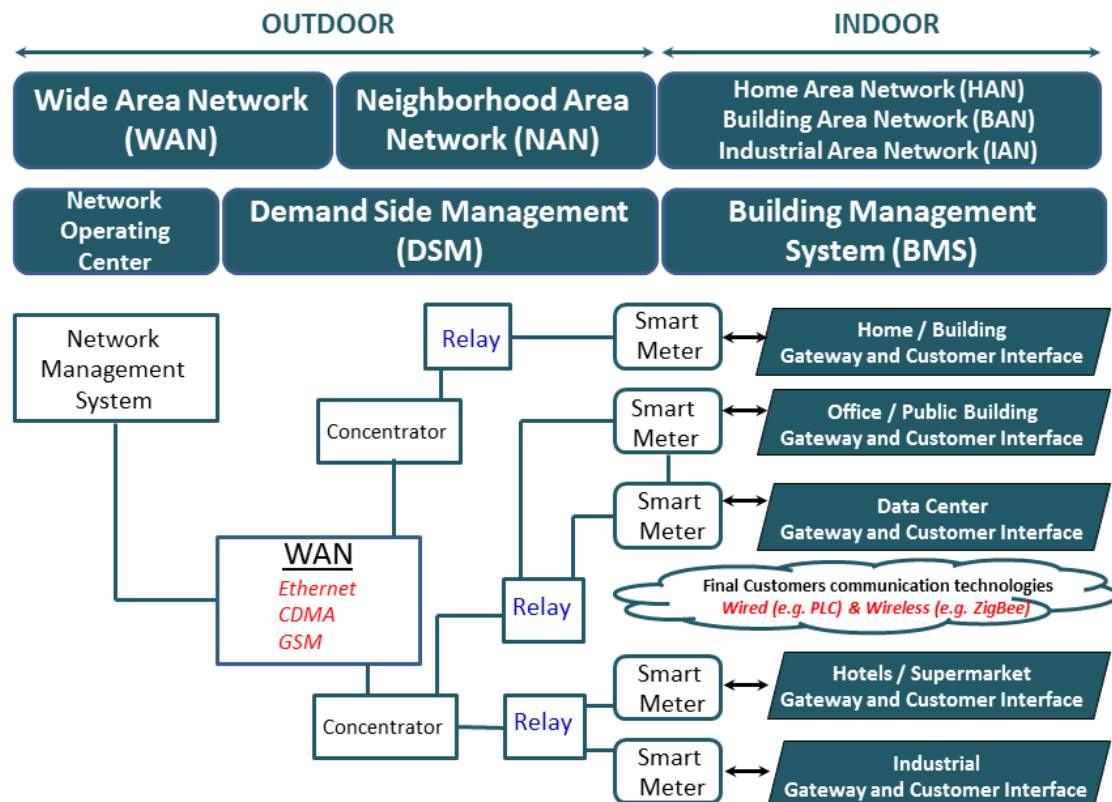 OUTDOOR
INDOOR
Wide Area Network
(WAN)
Neighborhood Area
Network (NAN)
Home Area Network (HAN)
Building Area Network (BAN)
Industrial Area Network (IAN)
Network
Operating
Center
Demand Side Management
(DSM)
Building Management
System (BMS)
Network
Management
System
Relay
Smart
Meter
Home / Building
Gateway and Customer Interface
Concentrator
Smart
Meter
Office / Public Building
Gateway and Customer Interface
Smart
Meter
Data Center
Gateway and Customer Interface
WAN
Ethernet
CDMA
GSM
Relay
Final Customers communication technologies
Wired (e.g. PLC) & Wireless (e.g. ZigBee)
Concentrator
Relay
Smart
Meter
Hotels / Supermarket
Gateway and Customer Interface
Smart
Meter
Industrial
Gateway and Customer Interface